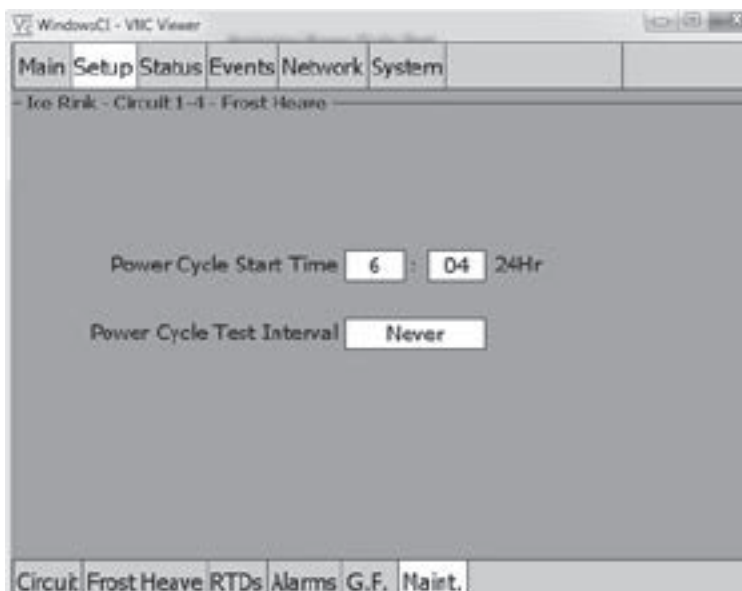 WindowsCI - VNC Viewer
Main Setup Status Events Network System
Ice Rink - Circuit 1-4 - Frost Heave
Power Cycle Start Time 6 : 04 24Hr
Power Cycle Test Interval Never
Circuit Frost Heave RTDs Alarms G.F. Maint.